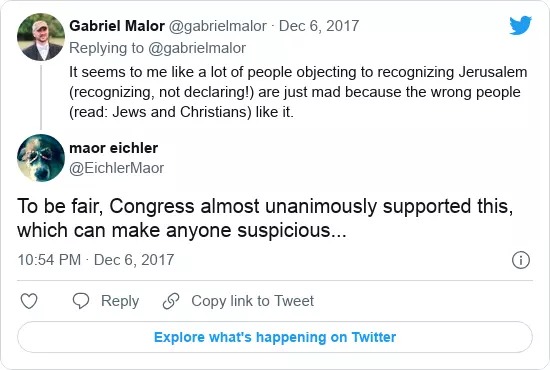 Gabriel Malor @gabrielmalor · Dec 6, 2017
Replying to @gabrielmalor
It seems to me like a lot of people objecting to recognizing Jerusalem
(recognizing, not declaring!) are just mad because the wrong people
(read: Jews and Christians) like it.
maor eichler
@EichlerMaor
To be fair, Congress almost unanimously supported this,
which can make anyone suspicious...
10:54 PM · Dec 6, 2017
Reply
Copy link to Tweet
Explore what's happening on Twitter